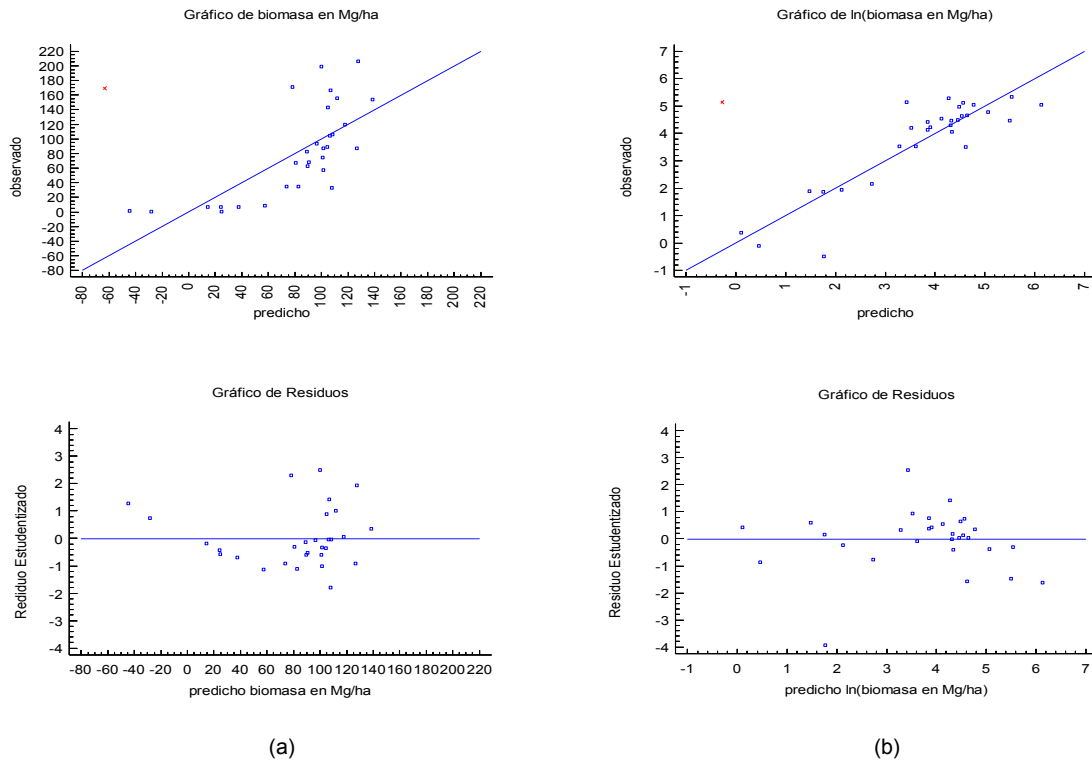 Gráfico de biomasa en Mg/ha
220
200
180
160
140
120
100
80
60
40
20
0
-20
-40
-60
-80
observado
-80 -60 -40 -20 0 20 40 60 80 100 120 140 160 180 200 220
predicho
Gráfico de ln(biomasa en Mg/ha)
7
6
5
4
3
2
1
0
-1
observado
-1 0 1 2 3 4 5 6 7
predicho
Gráfico de Residuos
4
3
2
1
0
-1
-2
-3
-4
Rediduo Estudentizado
-80 -60 -40 -20 0 20 40 60 80 100 120 140 160 180 200 220
predicho biomasa en Mg/ha
(a)
Gráfico de Residuos
4
3
2
1
0
-1
-2
-3
-4
Residuo Estudentizado
-1 0 1 2 3 4 5 6 7
predicho ln(biomasa en Mg/ha)
(b)